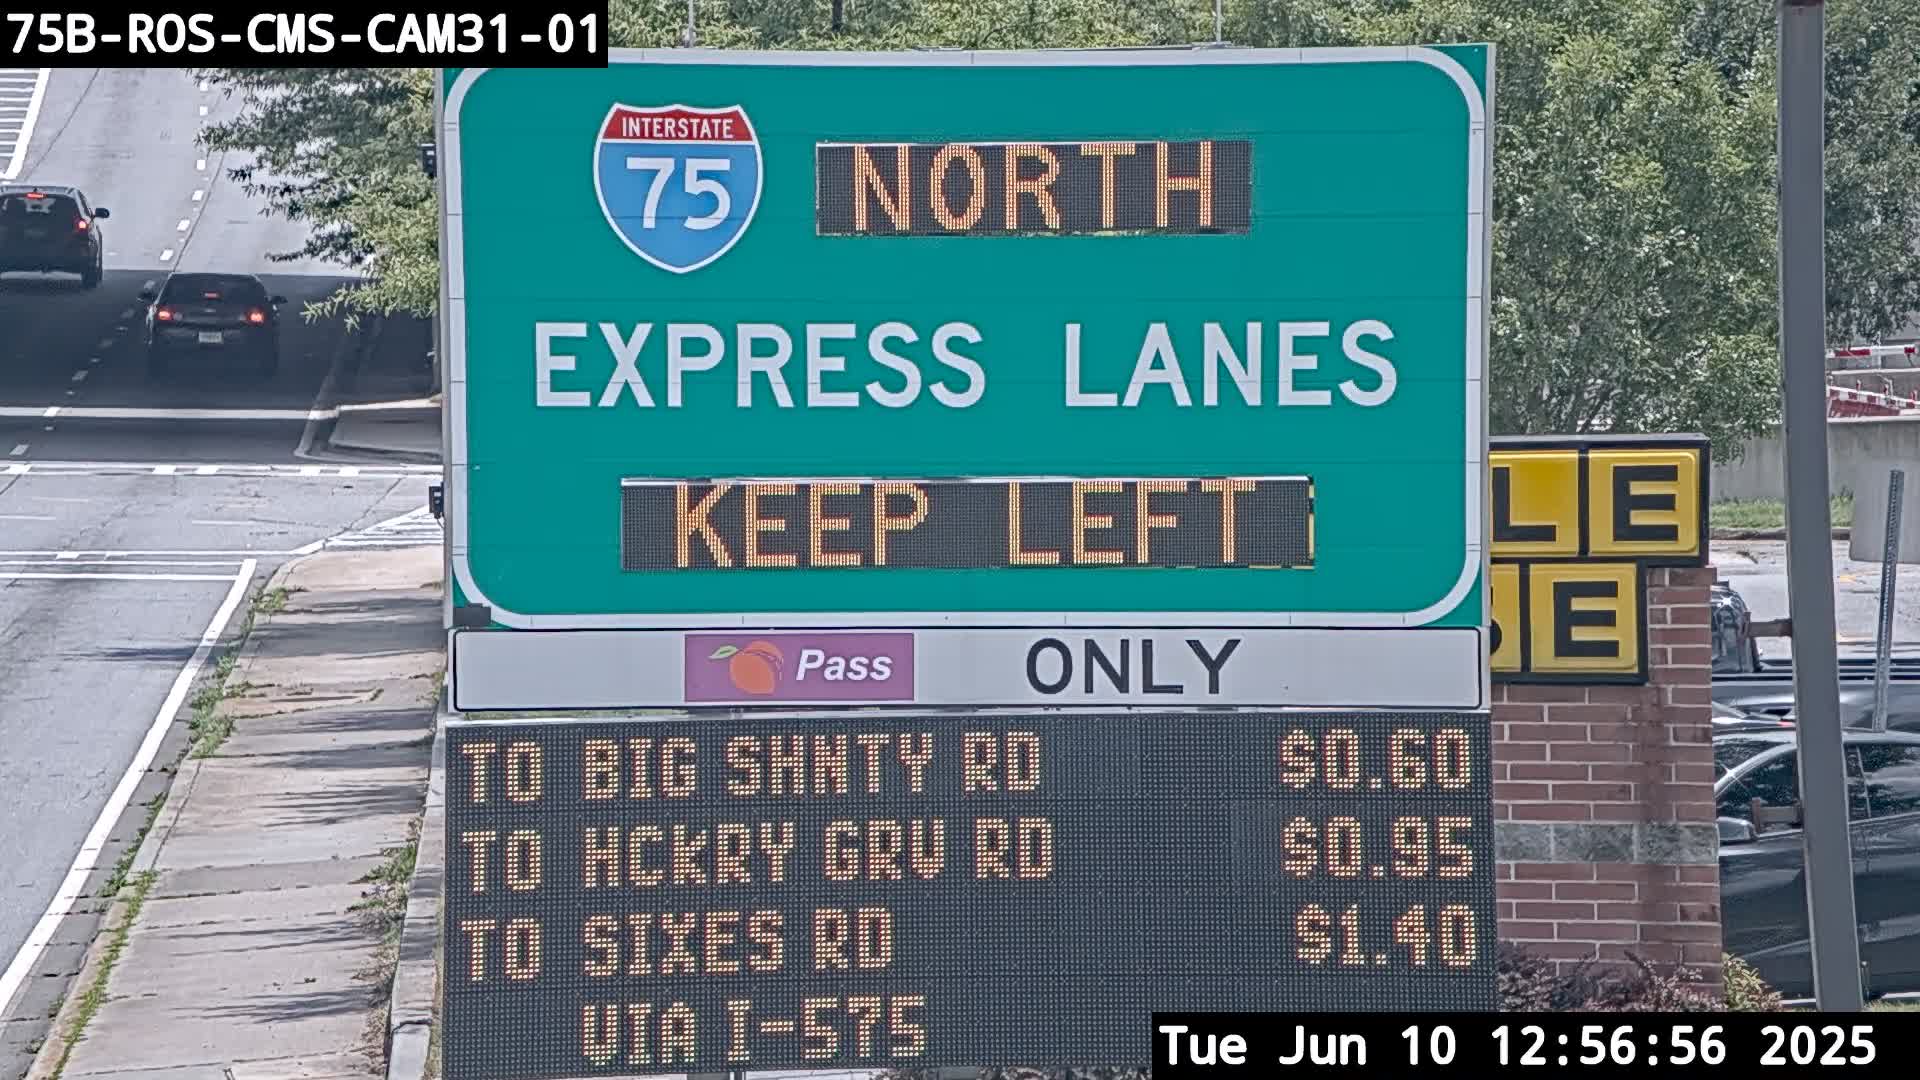 75B-ROS-CMS-CAM31-01
INTERSTATE
75
NORTH
EXPRESS LANES
KEEP LEFT
LE
E
Pass
ONLY
TO BIG SHNTY RD $0.60
TO HCKRY GRV RD $0.95
TO SIXES RD $1.40
VIA I-575
Tue Jun 10 12:56:56 2025